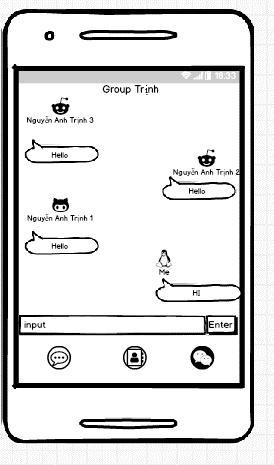 18:33
Group Trịnh
Nguyễn Anh Trịnh 3
Hello
Nguyễn Anh Trịnh 2
Hello
Nguyễn Anh Trịnh 1
Hello
Me
HI
input
Enter